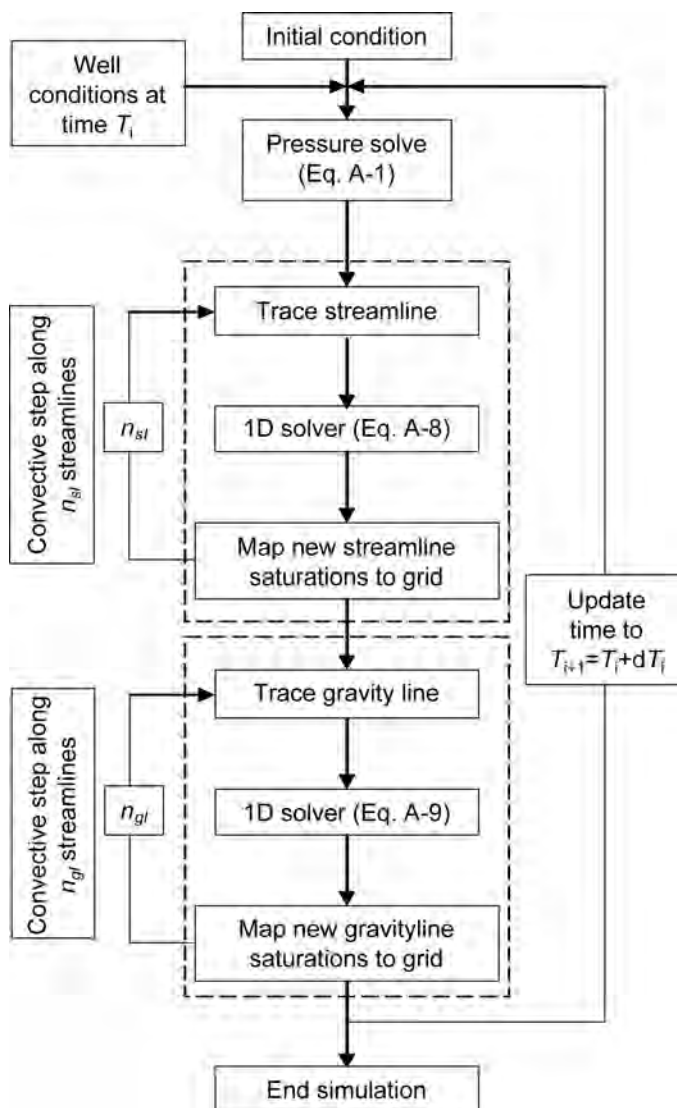 Initial condition
Well
conditions at
time Ti
Pressure solve
(Eq. A-1)
Trace streamline
Convective step along
nsl streamlines
nsl
1D solver (Eq. A-8)
Map new streamline
saturations to grid
Update
time to
Ti+1=Ti+dTi
Trace gravity line
Convective step along
ngl streamlines
ngl
1D solver (Eq. A-9)
Map new gravityline
saturations to grid
End simulation